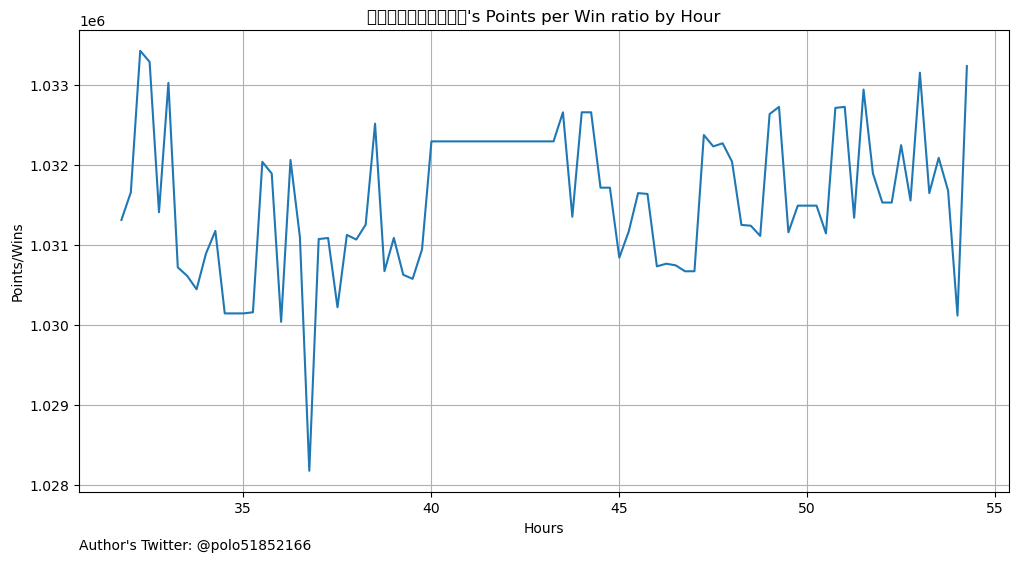 's Points per Win ratio by Hour
1e6
1.033
1.032
1.031
1.030
1.029
1.028
Points/Wins
35
40
45
50
55
Hours
Author's Twitter: @polo51852166